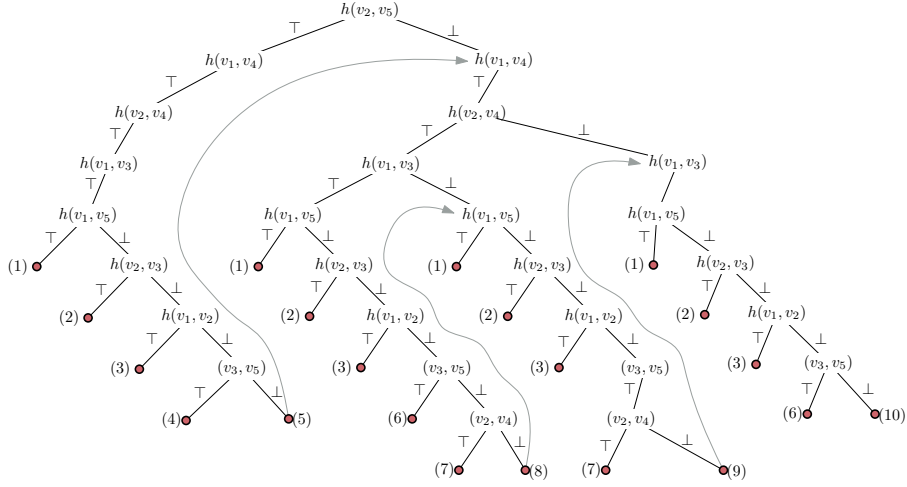 h(v₂, v₅)
⊤ ⊥
h(v₁, v₄) h(v₁, v₄)
⊤ ⊤
h(v₂, v₄) h(v₂, v₄)
⊤ ⊤ ⊥
h(v₁, v₃) h(v₁, v₃) h(v₁, v₃)
⊤ ⊤ ⊥
h(v₁, v₅) h(v₁, v₅) h(v₁, v₅) h(v₁, v₅)
⊤ ⊥ ⊤ ⊥ ⊤ ⊥ ⊤ ⊥
(1) h(v₂, v₃) (1) h(v₂, v₃) (1) h(v₂, v₃) (1) h(v₂, v₃)
⊤ ⊥ ⊤ ⊥ ⊤ ⊥ ⊤ ⊥
(2) h(v₁, v₂) (2) h(v₁, v₂) (2) h(v₁, v₂) (2) h(v₁, v₂)
⊤ ⊥ ⊤ ⊥ ⊤ ⊥ ⊤ ⊥
(3) (v₃, v₅) (3) (v₃, v₅) (3) (v₃, v₅) (3) (v₃, v₅)
⊤ ⊥ ⊤ ⊥ ⊤ ⊤ ⊥
(4) (5) (6) (v₂, v₄) (v₂, v₄) (6) (10)
⊤ ⊥ ⊤ ⊥
(7) (8) (7) (9)